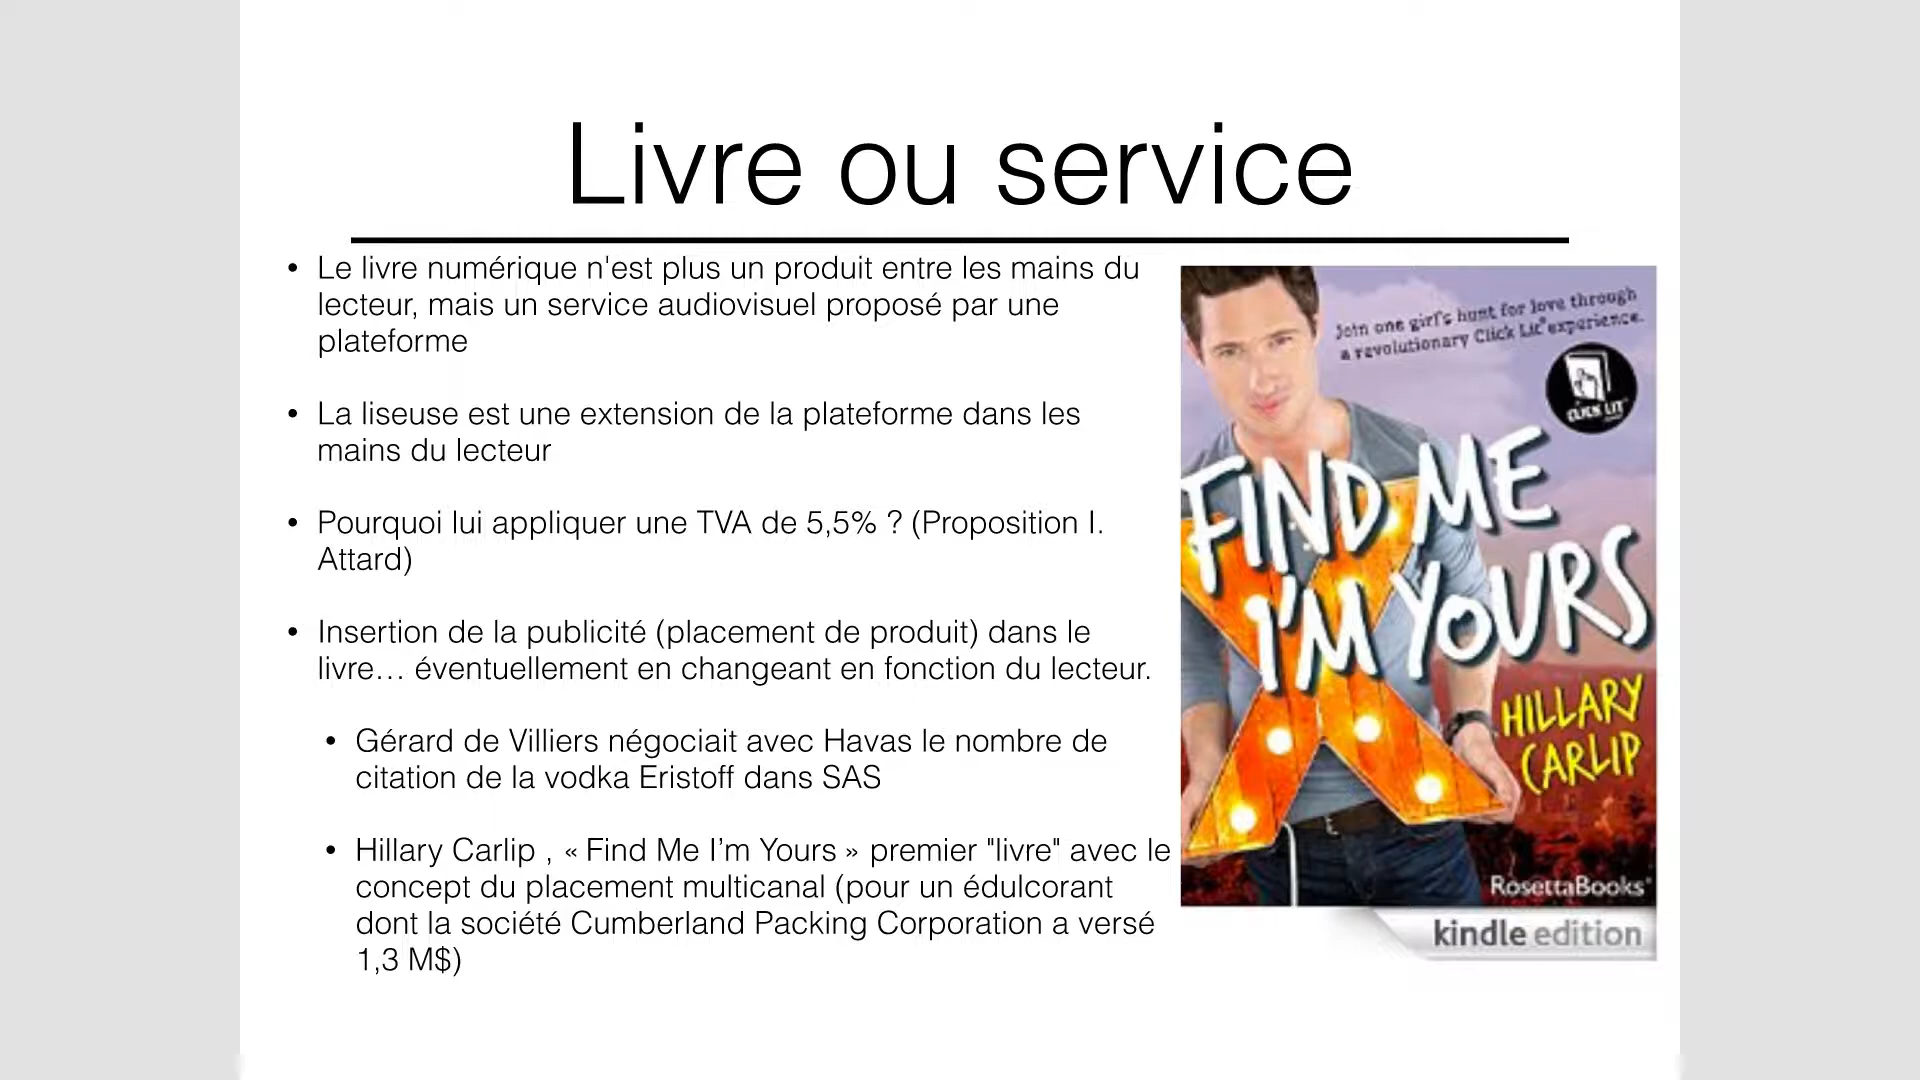 Livre ou service
• Le livre numérique n'est plus un produit entre les mains du
lecteur, mais un service audiovisuel proposé par une
plateforme
• La liseuse est une extension de la plateforme dans les
mains du lecteur
• Pourquoi lui appliquer une TVA de 5,5% ? (Proposition I.
Attard)
• Insertion de la publicité (placement de produit) dans le
livre… éventuellement en changeant en fonction du lecteur.
• Gérard de Villiers négociait avec Havas le nombre de
citation de la vodka Eristoff dans SAS
• Hillary Carlip , « Find Me I’m Yours » premier "livre" avec le
concept du placement multicanal (pour un édulcorant
dont la société Cumberland Packing Corporation a versé
1,3 M$)
Join one girl's hunt for love through
a revolutionary Click Lit® experience.
CLICK LIT
FIND ME
I'M YOURS
HILLARY
CARLIP
RosettaBooks®
kindle edition